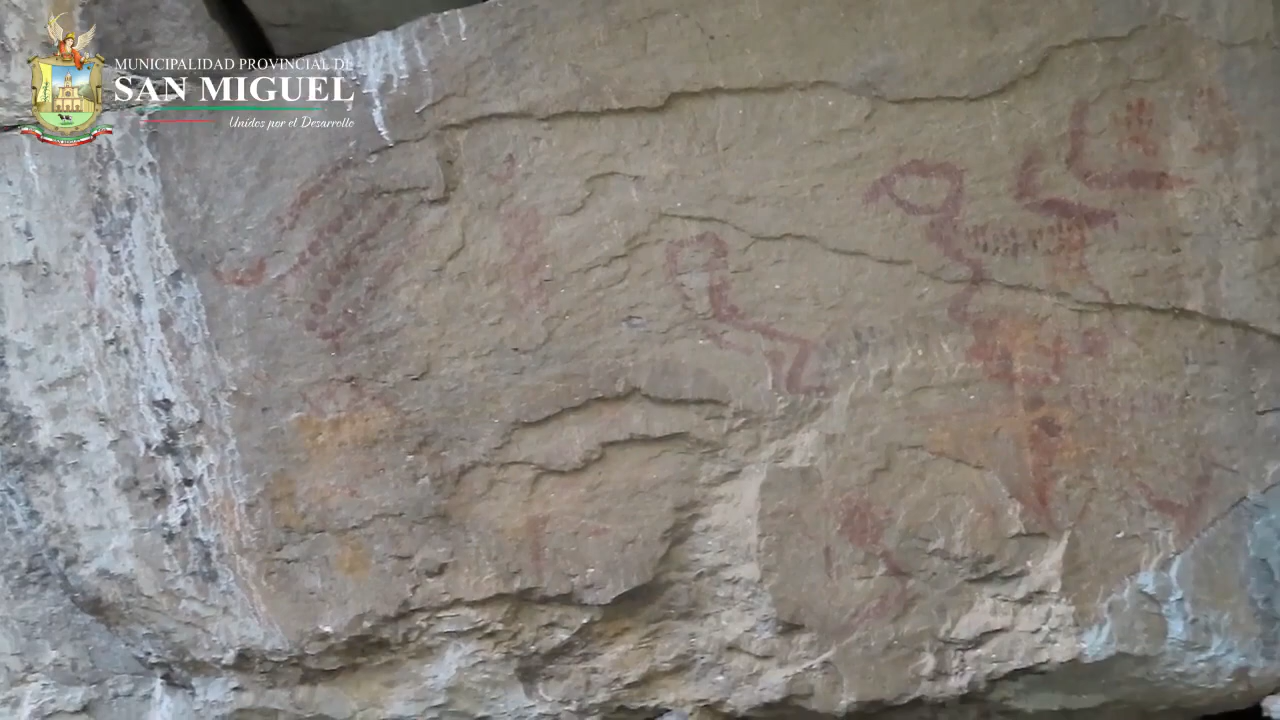 MUNICIPALIDAD PROVINCIAL DE
SAN MIGUEL
Unidos por el Desarrollo